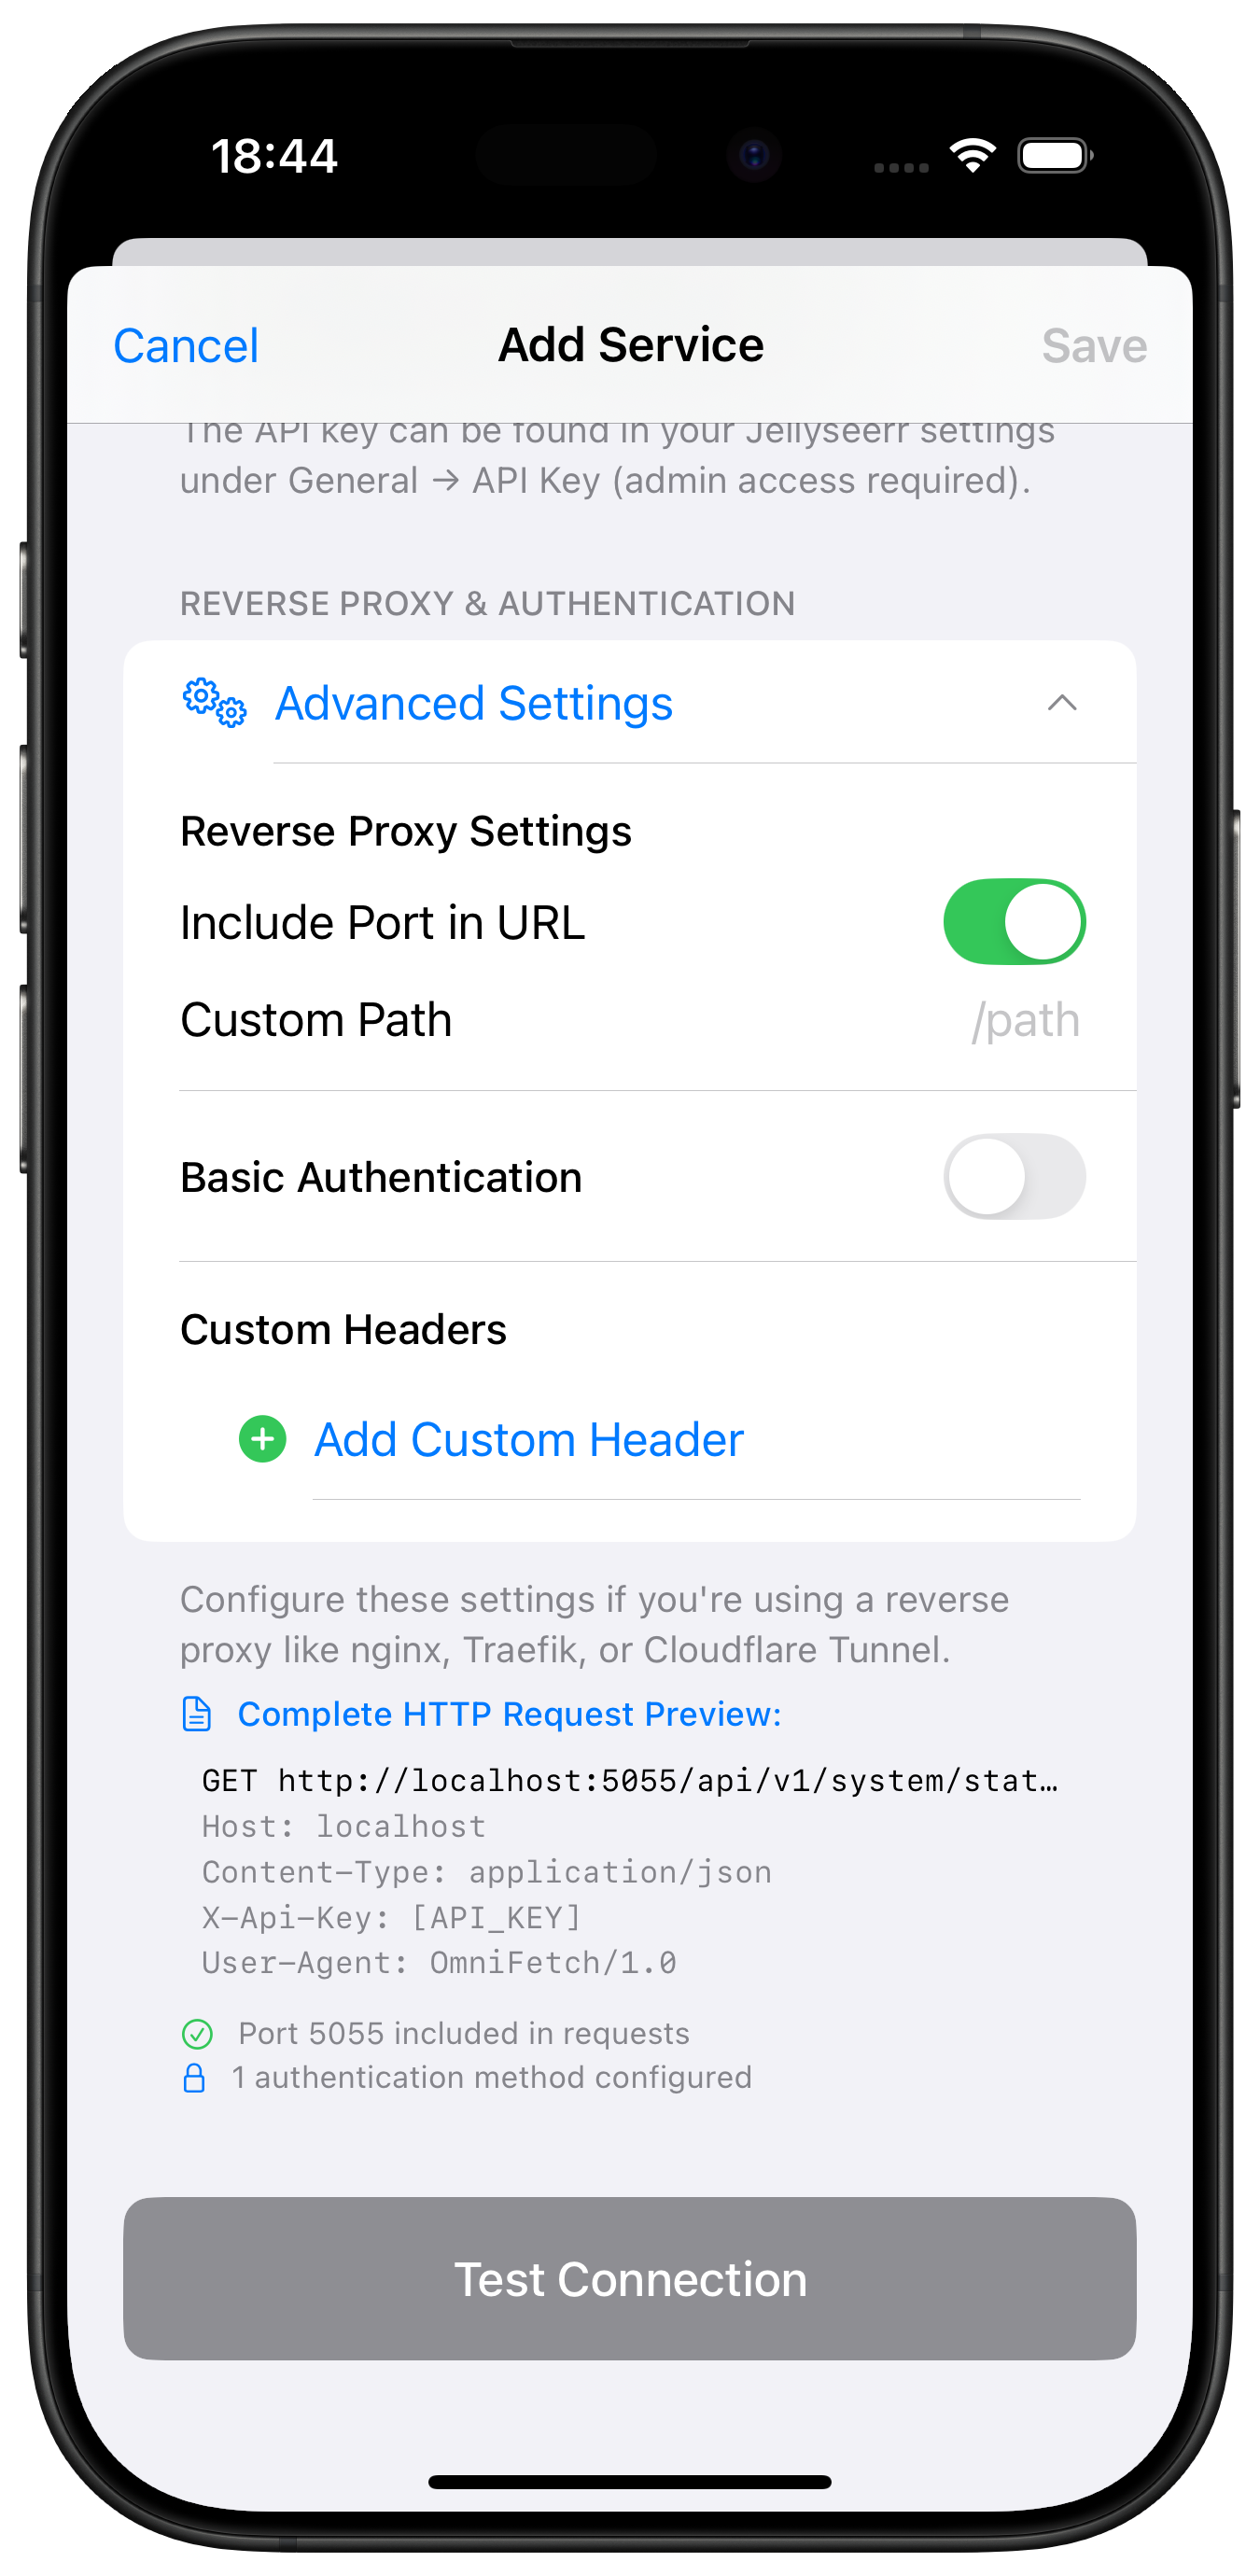 18:44
Cancel
Add Service
Save
The API key can be found in your Jellyseerr settings
under General → API Key (admin access required).
REVERSE PROXY & AUTHENTICATION
Advanced Settings
Reverse Proxy Settings
Include Port in URL
Custom Path
/path
Basic Authentication
Custom Headers
Add Custom Header
Configure these settings if you're using a reverse
proxy like nginx, Traefik, or Cloudflare Tunnel.
Complete HTTP Request Preview:
GET http://localhost:5055/api/v1/system/stat…
Host: localhost
Content-Type: application/json
X-Api-Key: [API_KEY]
User-Agent: OmniFetch/1.0
Port 5055 included in requests
1 authentication method configured
Test Connection